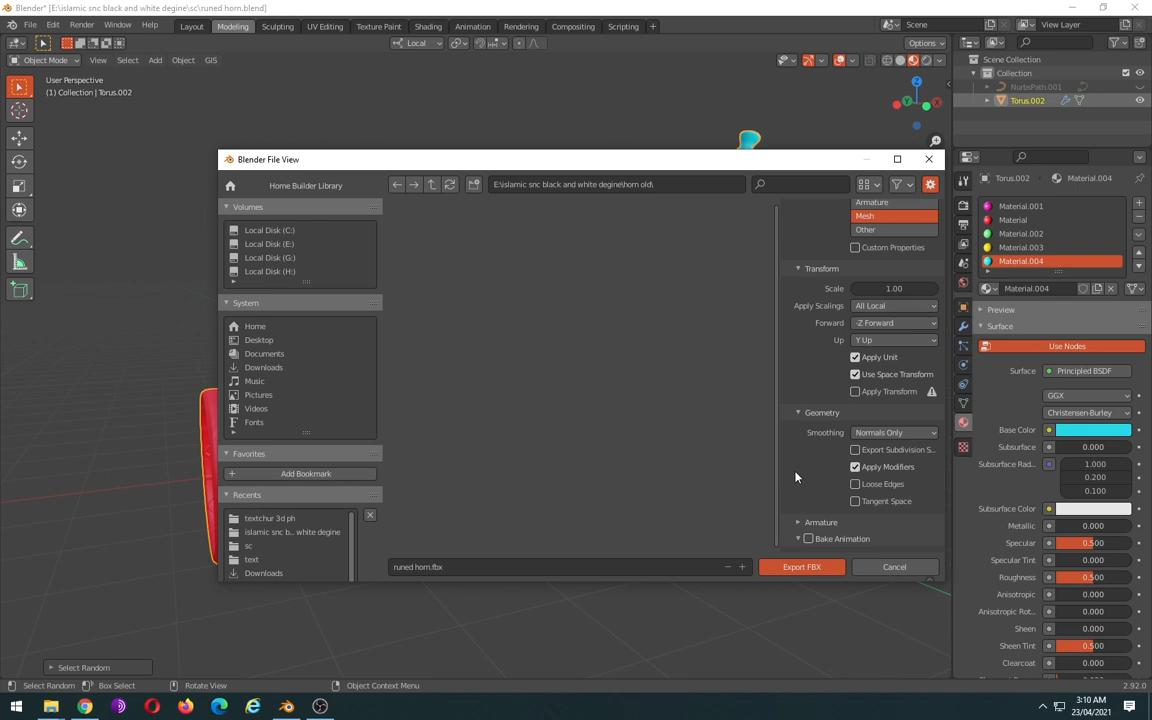 Blender* [E:\islamic snc black and white degine\sc\runed horn.blend]
File Edit Render Window Help Layout Modeling Sculpting UV Editing Texture Paint Shading Animation Rendering Compositing Scripting + Scene View Layer
Local Options
Object Mode View Select Add Object GIS
User Perspective
(1) Collection | Torus.002
Scene Collection
Collection
NurbsPath.001
Torus.002
Blender File View
Home Builder Library
E:\islamic snc black and white degine\horn old\
Volumes
Local Disk (C:)
Local Disk (E:)
Local Disk (G:)
Local Disk (H:)
System
Home
Desktop
Documents
Downloads
Music
Pictures
Videos
Fonts
Favorites
Add Bookmark
Recents
textchur 3d ph
islamic snc b... white degine
sc
text
Downloads
Armature
Mesh
Other
Custom Properties
Transform
Scale 1.00
Apply Scalings All Local
Forward -Z Forward
Up Y Up
Apply Unit
Use Space Transform
Apply Transform
Geometry
Smoothing Normals Only
Export Subdivision S...
Apply Modifiers
Loose Edges
Tangent Space
Armature
Bake Animation
runed horn.fbx
Export FBX Cancel
Torus.002 Material.004
Material.001
Material
Material.002
Material.003
Material.004
Material.004
Preview
Surface
Use Nodes
Surface Principled BSDF
GGX
Christensen-Burley
Base Color
Subsurface 0.000
Subsurface Rad... 1.000
0.200
0.100
Subsurface Color
Metallic 0.000
Specular 0.500
Specular Tint 0.000
Roughness 0.500
Anisotropic 0.000
Anisotropic Rot... 0.000
Sheen 0.000
Sheen Tint 0.500
Clearcoat 0.000
Select Random
Select Random Box Select Rotate View Object Context Menu 2.92.0
3:10 AM
23/04/2021